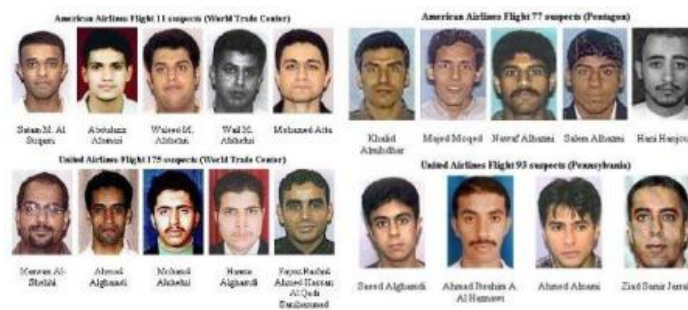 American Airlines Flight 11 suspects (World Trade Center)
Satam M. Al
Suqami
Abdulaziz
Alomari
Waleed M.
Alshehri
Wail M.
Alshehri
Mohamed Atta
American Airlines Flight 77 suspects (Pentagon)
Khalid
Almihdhar
Majed Moqed
Nawaf Alhazmi
Salem Alhazmi
Hani Hanjour
United Airlines Flight 175 suspects (World Trade Center)
Marwan Al-
Shehhi
Ahmed
Alghamdi
Mohand
Alshehri
Hamza
Alghamdi
Fayez Rashid
Ahmed Hassan
Al Qadi
Banihammad
United Airlines Flight 93 suspects (Pennsylvania)
Saeed Alghamdi
Ahmad Ibrahim A.
Al Haznawi
Ahmed Alnami
Ziad Samir Jarrah